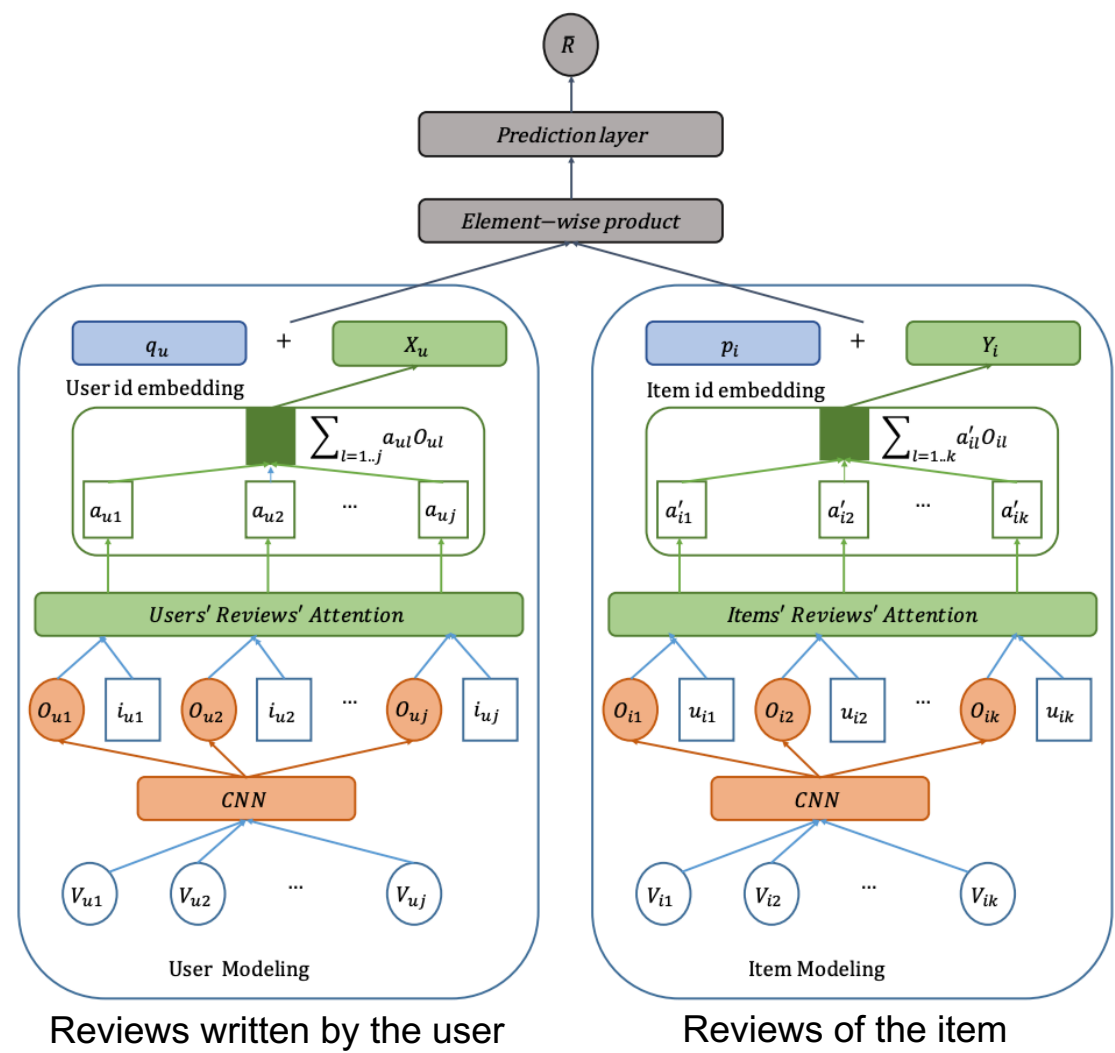 R̄
Prediction layer
Element−wise product
q_u + X_u
User id embedding
∑_{l=1..j} a_{ul}O_{ul}
a_{u1} a_{u2} ... a_{uj}
Users′ Reviews′ Attention
O_{u1} i_{u1} O_{u2} i_{u2} ... O_{uj} i_{uj}
CNN
V_{u1} V_{u2} ... V_{uj}
User Modeling
Reviews written by the user
p_i + Y_i
Item id embedding
∑_{l=1..k} a′_{il}O_{il}
a′_{i1} a′_{i2} ... a′_{ik}
Items′ Reviews′ Attention
O_{i1} u_{i1} O_{i2} u_{i2} ... O_{ik} u_{ik}
CNN
V_{i1} V_{i2} ... V_{ik}
Item Modeling
Reviews of the item